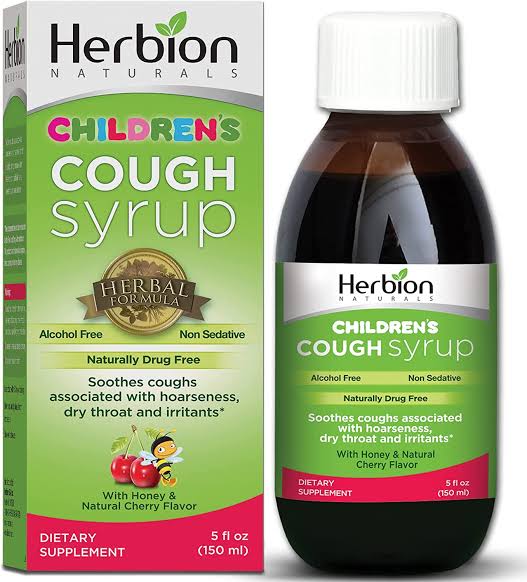 Herbion
NATURALS
CHILDREN'S
COUGH
syrup
HERBAL
FORMULA
Alcohol Free Non Sedative
Naturally Drug Free
Soothes coughs
associated with hoarseness,
dry throat and irritants*
With Honey &
Natural Cherry Flavor
DIETARY
SUPPLEMENT
5 fl oz
(150 ml)
Herbion
NATURALS
CHILDREN'S
COUGH syrup
Alcohol Free Non Sedative
Naturally Drug Free
Soothes coughs associated
with hoarseness,
dry throat and irritants*
With Honey & Natural
Cherry Flavor
DIETARY
SUPPLEMENT
5 fl oz
(150 ml)